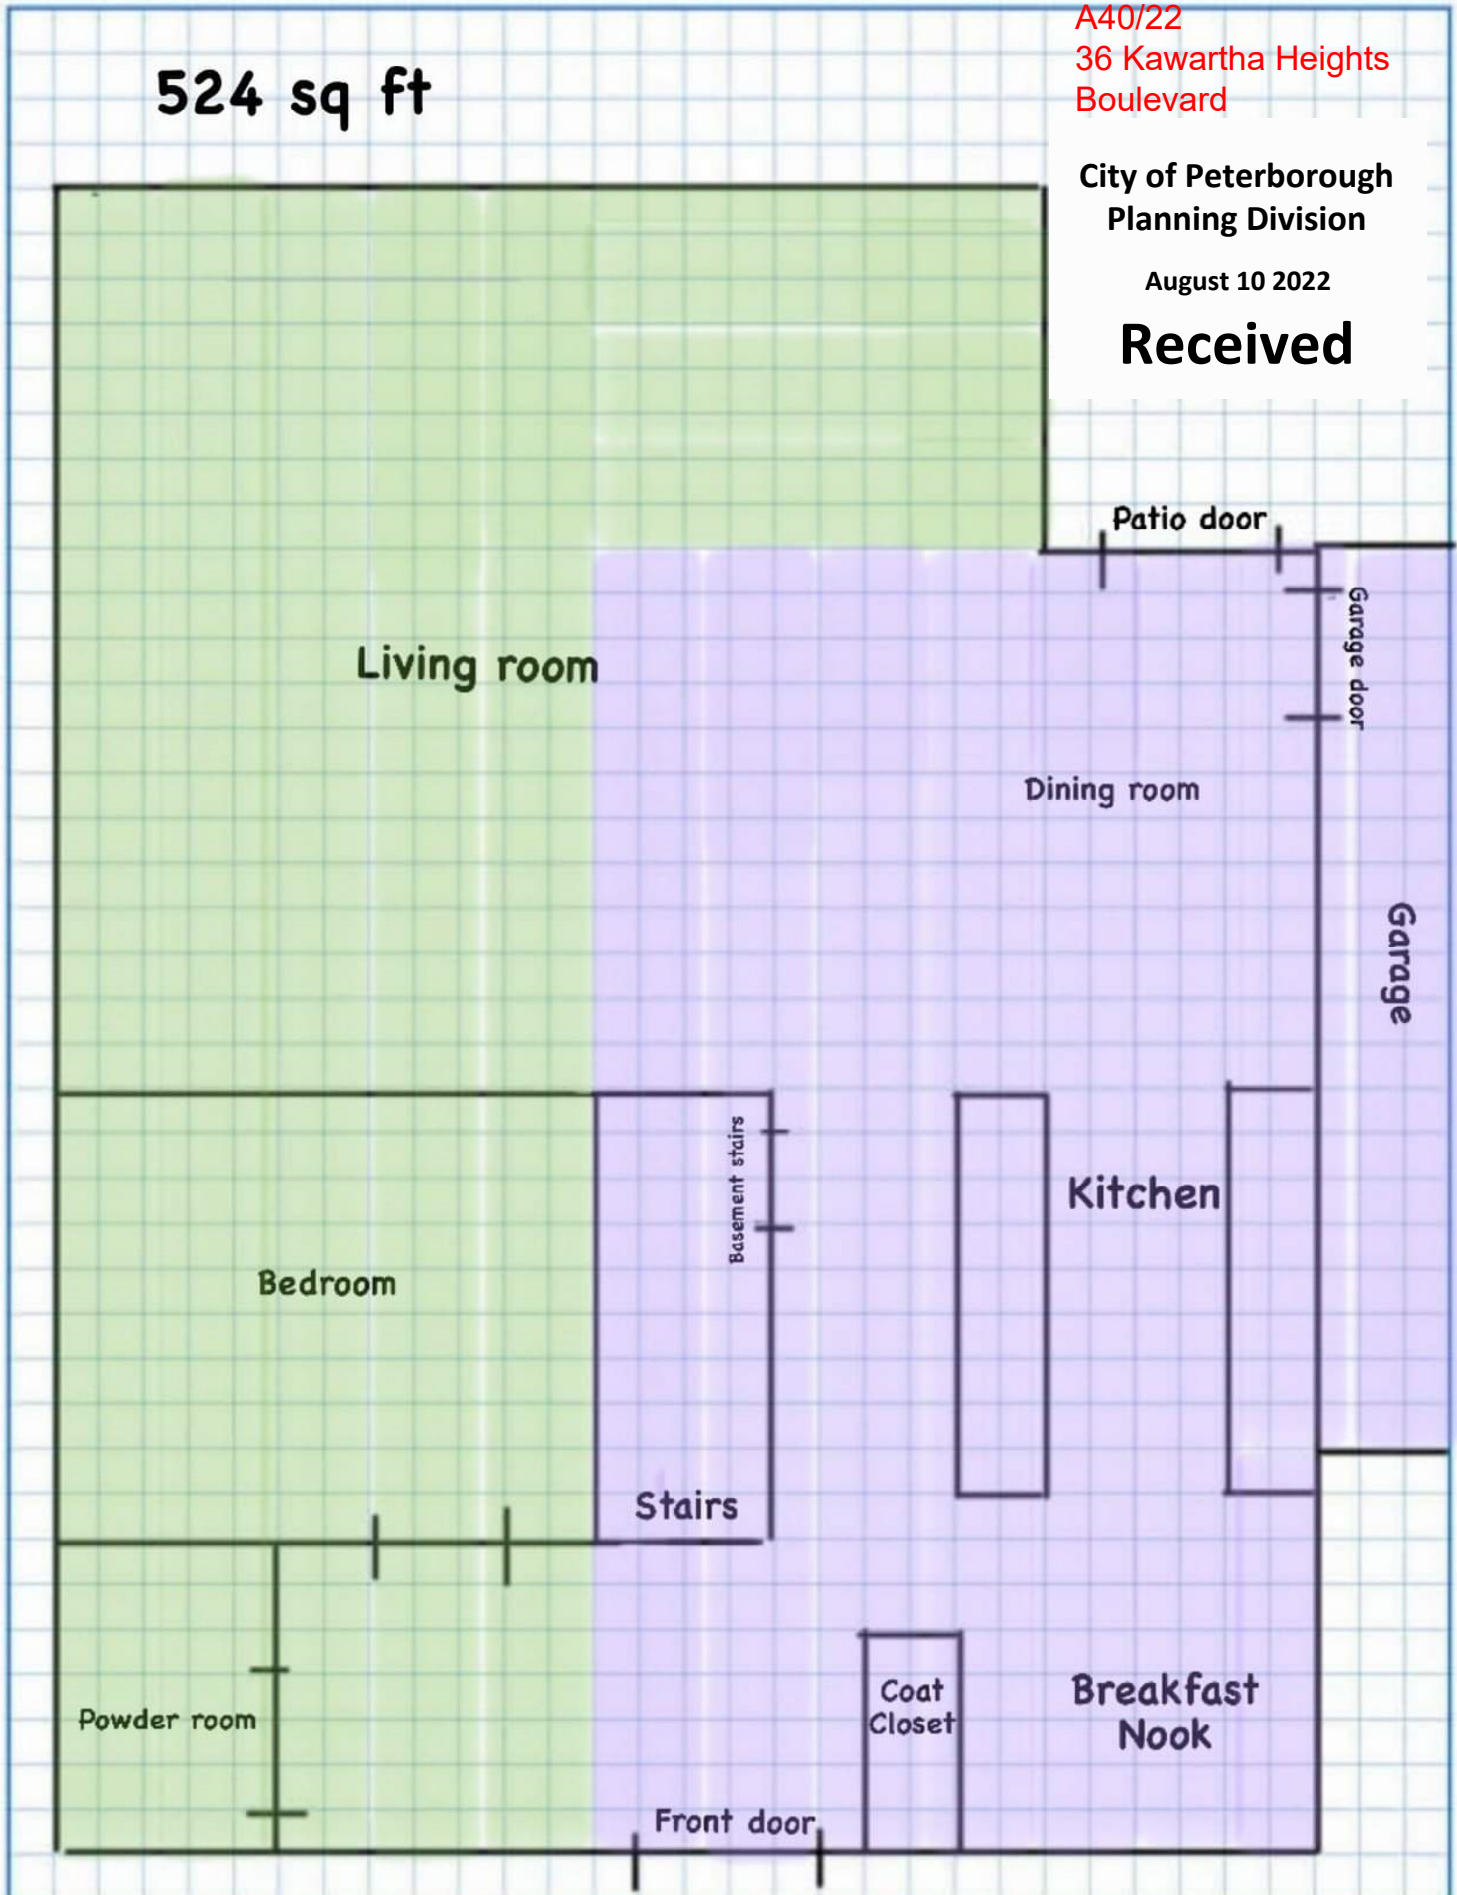 A40/22
36 Kawartha Heights
Boulevard
524 sq ft
City of Peterborough
Planning Division
August 10 2022
Received
Patio door
Garage door
Living room
Dining room
Garage
Basement stairs
Kitchen
Bedroom
Stairs
Coat
Closet
Breakfast
Nook
Powder room
Front door